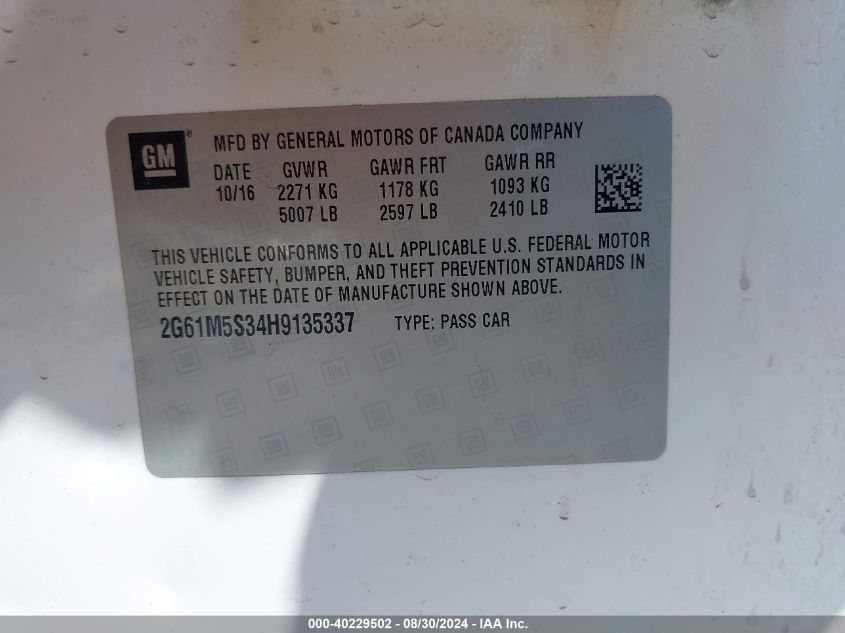 GM ® MFD BY GENERAL MOTORS OF CANADA COMPANY
DATE GVWR GAWR FRT GAWR RR
10/16 2271 KG 1178 KG 1093 KG
5007 LB 2597 LB 2410 LB
THIS VEHICLE CONFORMS TO ALL APPLICABLE U.S. FEDERAL MOTOR
VEHICLE SAFETY, BUMPER, AND THEFT PREVENTION STANDARDS IN
EFFECT ON THE DATE OF MANUFACTURE SHOWN ABOVE.
2G61M5S34H9135337 TYPE: PASS CAR
000-40229502 - 08/30/2024 - IAA Inc.